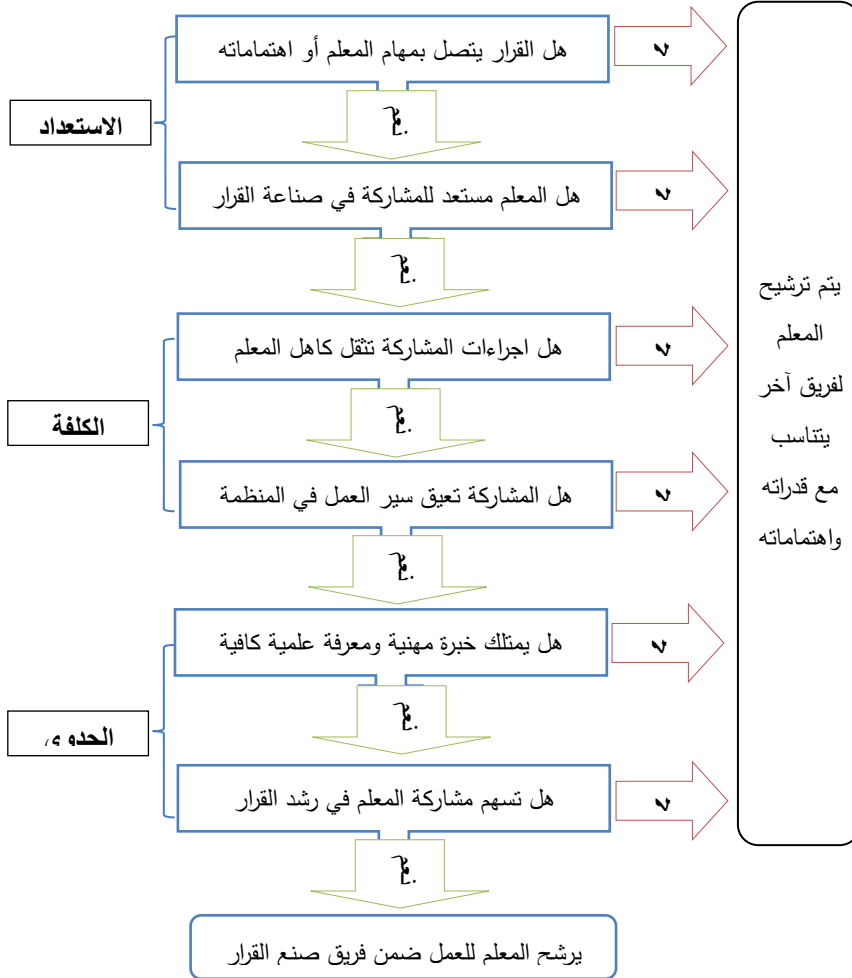 هل القرار يتصل بمهام المعلم أو اهتماماته
لا
نعم
الاستعداد
هل المعلم مستعد للمشاركة في صناعة القرار
لا
نعم
هل اجراءات المشاركة تثقل كاهل المعلم
لا
نعم
الكلفة
هل المشاركة تعيق سير العمل في المنظمة
لا
نعم
هل يمتلك خبرة مهنية ومعرفة علمية كافية
لا
نعم
الجدوى
هل تسهم مشاركة المعلم في رشد القرار
لا
نعم
يرشح المعلم للعمل ضمن فريق صنع القرار
يتم ترشيح
المعلم
لفريق آخر
يتناسب
مع قدراته
واهتماماته